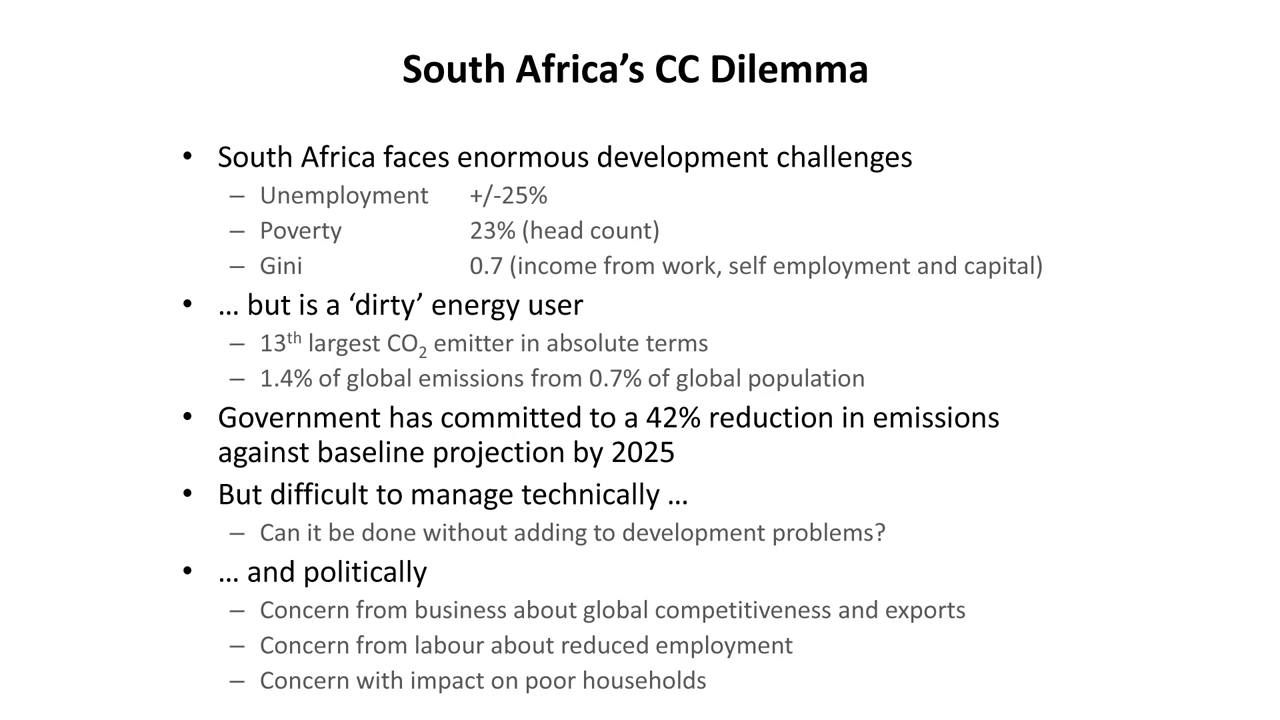 South Africa’s CC Dilemma
• South Africa faces enormous development challenges
– Unemployment +/-25%
– Poverty 23% (head count)
– Gini 0.7 (income from work, self employment and capital)
• … but is a ‘dirty’ energy user
– 13th largest CO2 emitter in absolute terms
– 1.4% of global emissions from 0.7% of global population
• Government has committed to a 42% reduction in emissions
against baseline projection by 2025
• But difficult to manage technically …
– Can it be done without adding to development problems?
• … and politically
– Concern from business about global competitiveness and exports
– Concern from labour about reduced employment
– Concern with impact on poor households